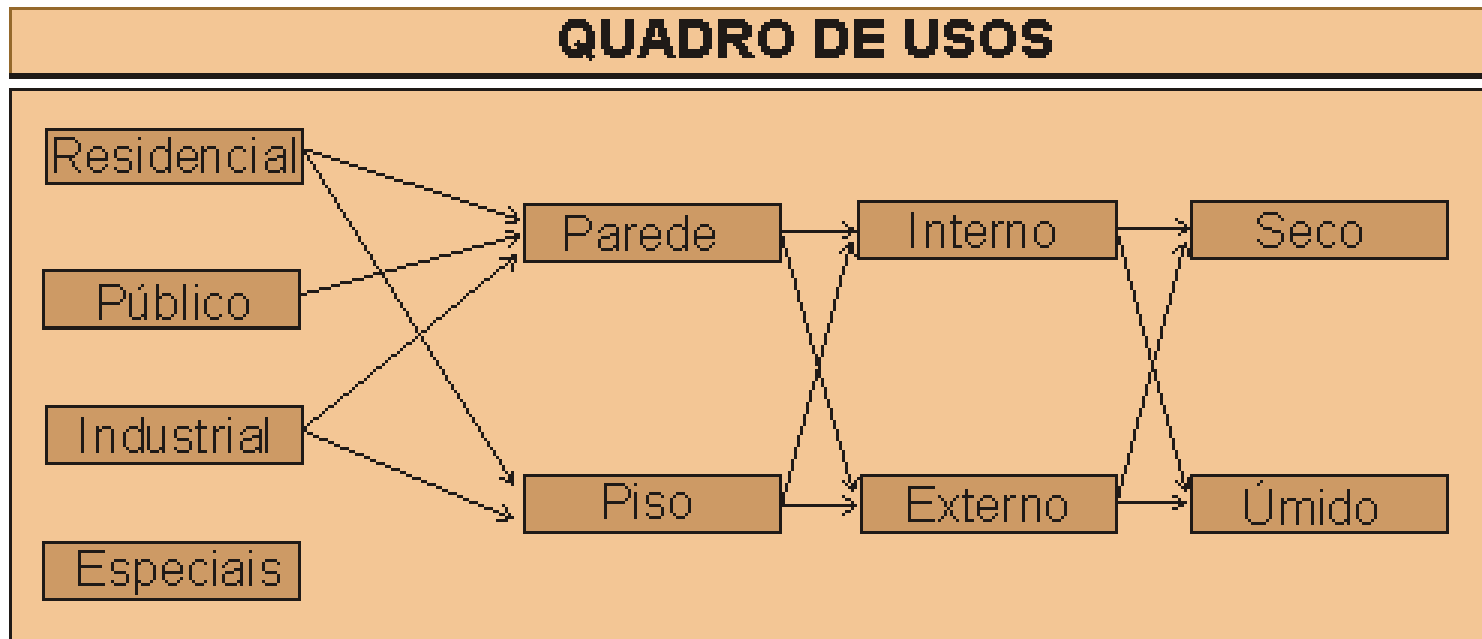 QUADRO DE USOS
Residencial
Público
Industrial
Especiais
Parede
Piso
Interno
Externo
Seco
Úmido